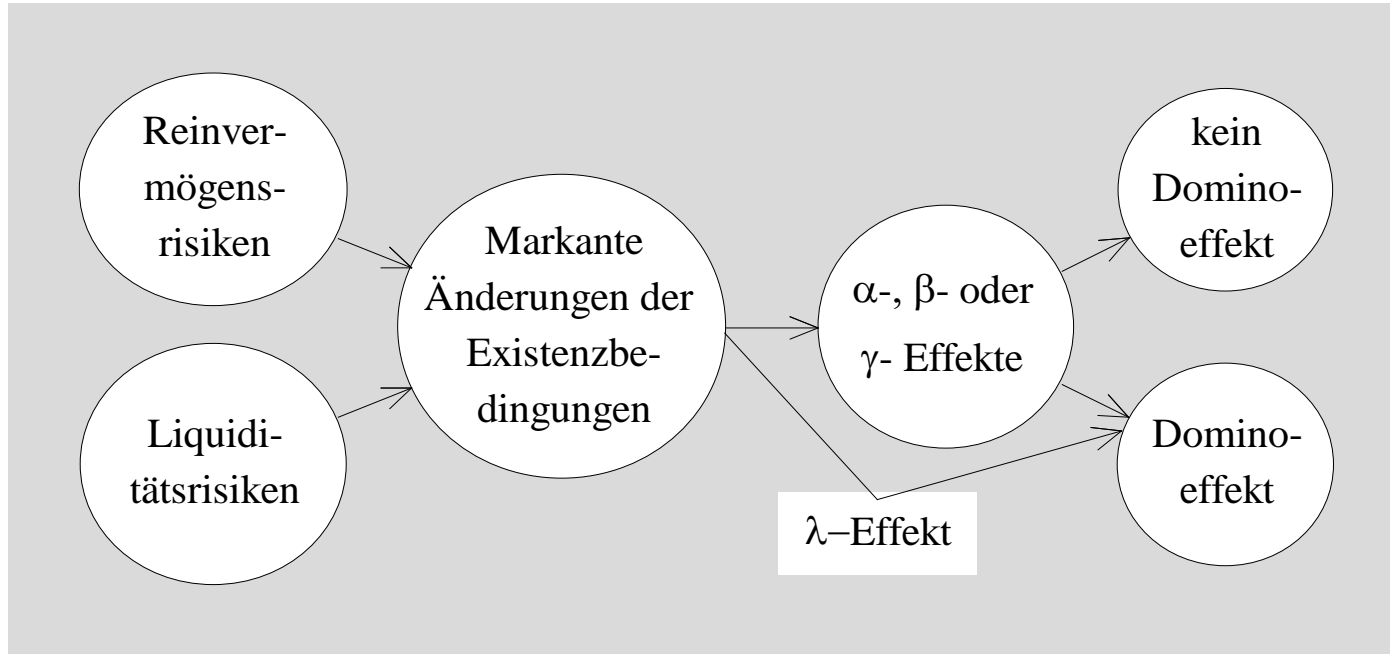 Reinver-
mögens-
risiken
Liquidi-
tätsrisiken
Markante
Änderungen der
Existenzbe-
dingungen
α-, β- oder
γ- Effekte
λ–Effekt
kein
Domino-
effekt
Domino-
effekt